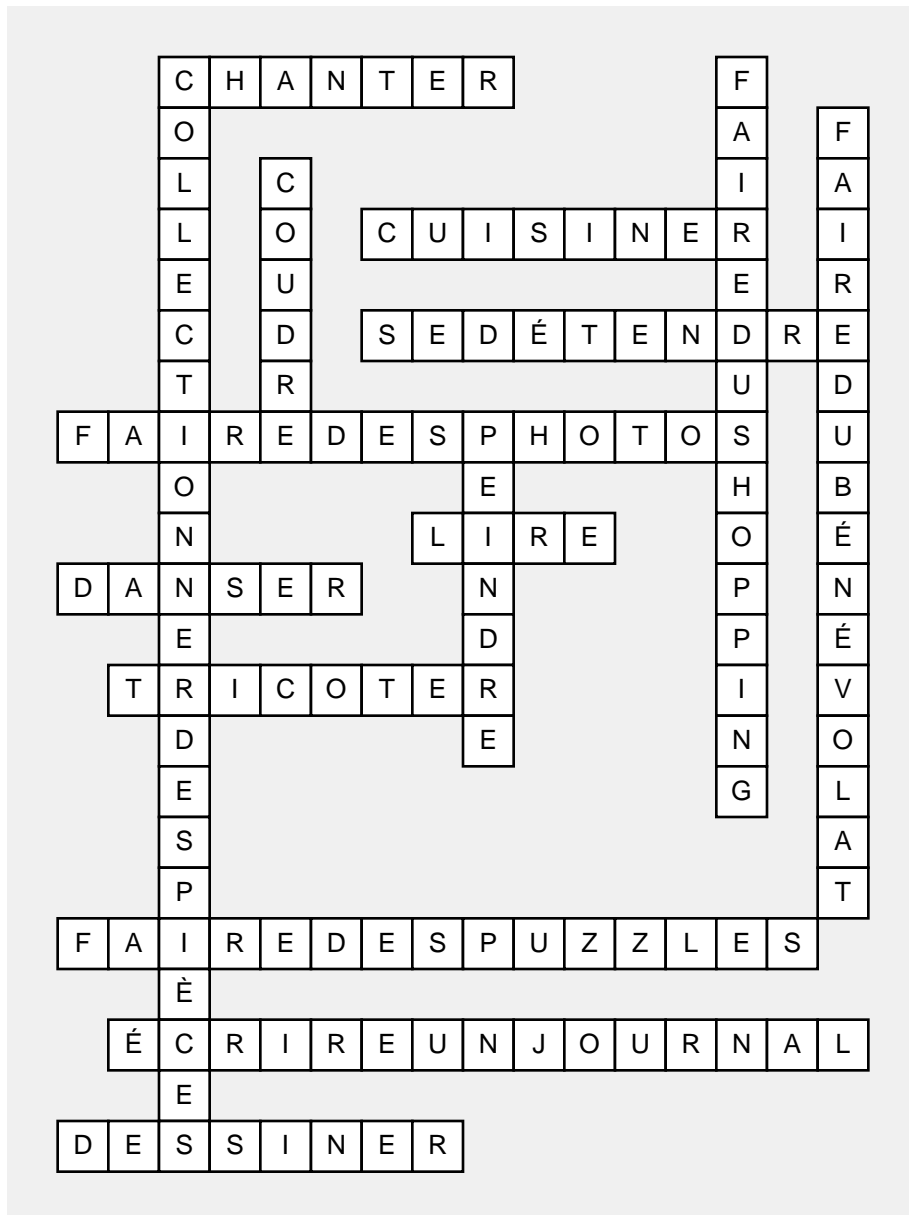 CHANTER
COLLECTIONNERDESPIÈCES
FAIREDUSHOPPING
FAIREDUBÉNÉVOLAT
COUDRE
CUISINER
SEDÉTENDRE
FAIREDESPHOTOS
PEINDRE
LIRE
DANSER
TRICOTER
FAIREDESPUZZLES
ÉCRIREUNJOURNAL
DESSINER